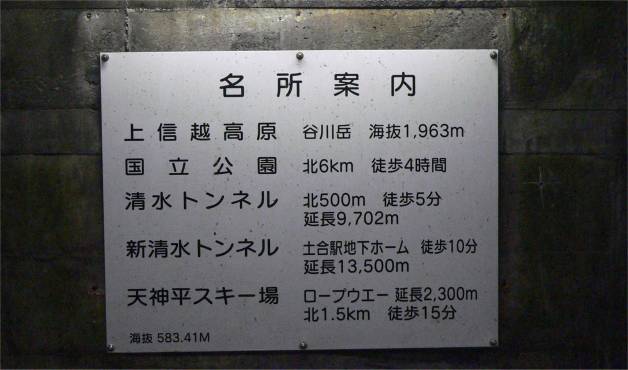 名所案内
上信越高原 谷川岳 海抜1,963m
国立公園 北6km 徒歩4時間
清水トンネル 北500m 徒歩5分
延長9,702m
新清水トンネル 土合駅地下ホーム 徒歩10分
延長13,500m
天神平スキー場 ロープウエー 延長2,300m
北1.5km 徒歩15分
海抜 583.41M